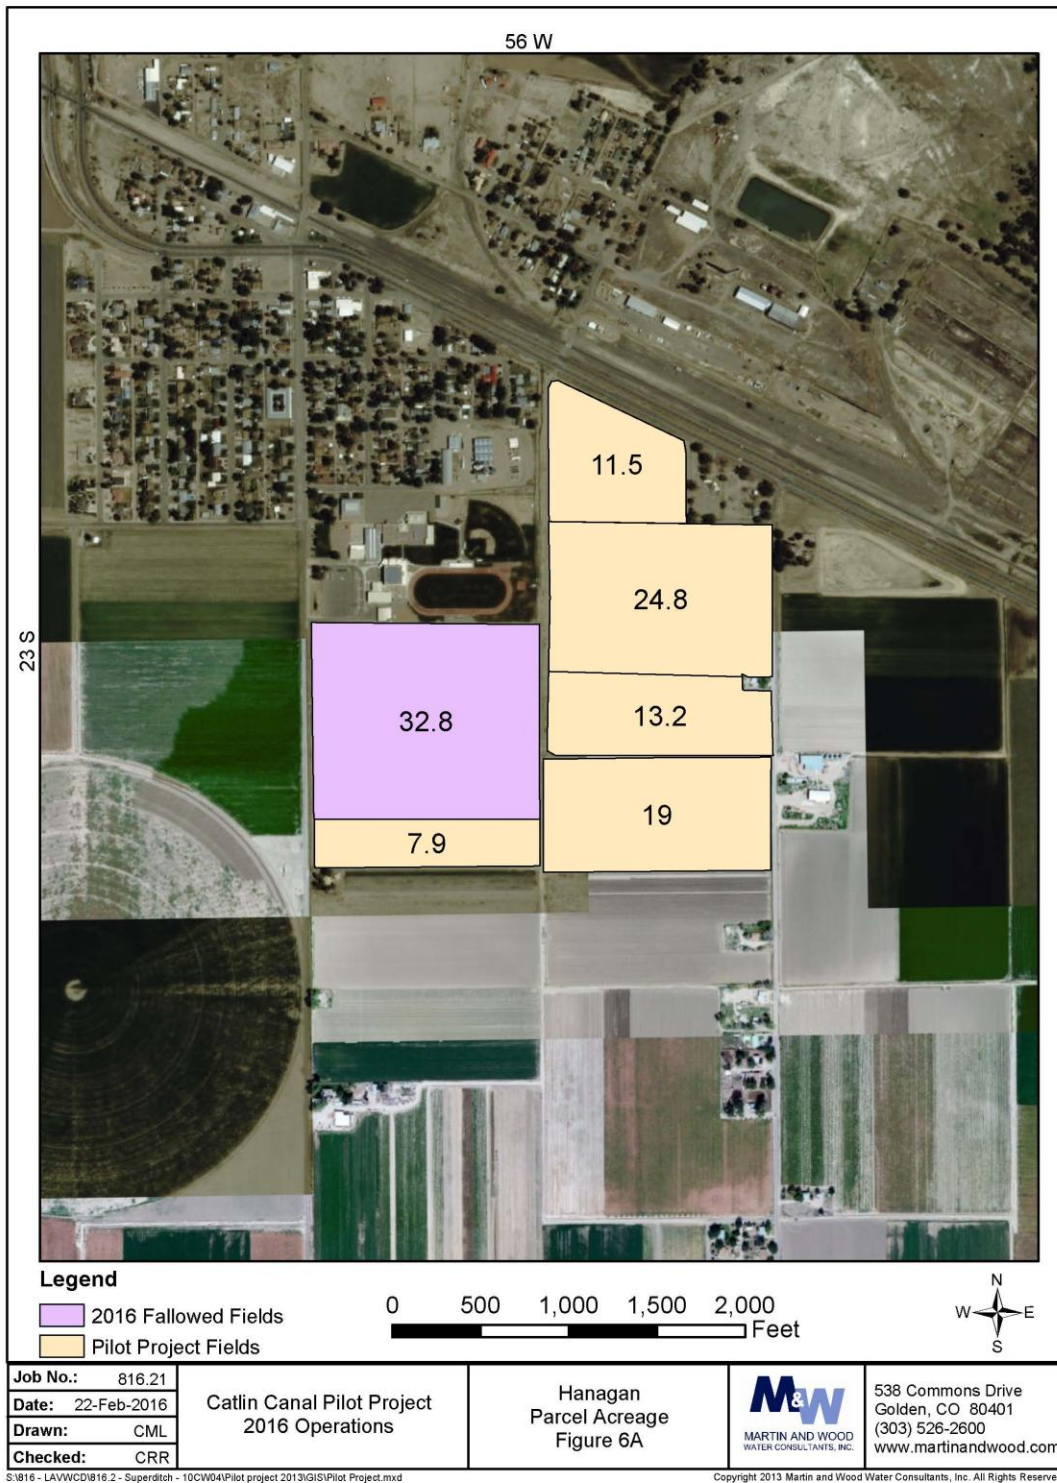 56 W
23 S
11.5
24.8
32.8
13.2
19
7.9
Legend
2016 Fallowed Fields
Pilot Project Fields
0 500 1,000 1,500 2,000
Feet
N
W E
S
Job No.: 816.21
Date: 22-Feb-2016
Drawn: CML
Checked: CRR
Catlin Canal Pilot Project
2016 Operations
Hanagan
Parcel Acreage
Figure 6A
M&W
MARTIN AND WOOD
WATER CONSULTANTS, INC.
538 Commons Drive
Golden, CO 80401
(303) 526-2600
www.martinandwood.com
S:\816 - LAVWCD\816.2 - Superditch - 10CW04\Pilot project 2013\GIS\Pilot Project.mxd
Copyright 2013 Martin and Wood Water Consultants, Inc. All Rights Reserve